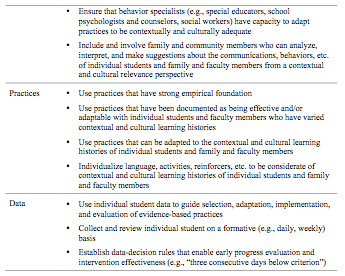 • Ensure that behavior specialists (e.g., special educators, school
psychologists and counselors, social workers) have capacity to adapt
practices to be contextually and culturally adequate
• Include and involve family and community members who can analyze,
interpret, and make suggestions about the communications, behaviors, etc.
of individual students and family and faculty members from a contextual
and cultural relevance perspective
Practices
• Use practices that have strong empirical foundation
• Use practices that have been documented as being effective and/or
adaptable with individual students and faculty members who have varied
contextual and cultural learning histories
• Use practices that can be adapted to the contextual and cultural learning
histories of individual students and family and faculty members
• Individualize language, activities, reinforcers, etc. to be considerate of
contextual and cultural learning histories of individual students and family
and faculty members
Data
• Use individual student data to guide selection, adaptation, implementation,
and evaluation of evidence-based practices
• Collect and review individual student on a formative (e.g., daily, weekly)
basis
• Establish data-decision rules that enable early progress evaluation and
intervention effectiveness (e.g., “three consecutive days below criterion”)